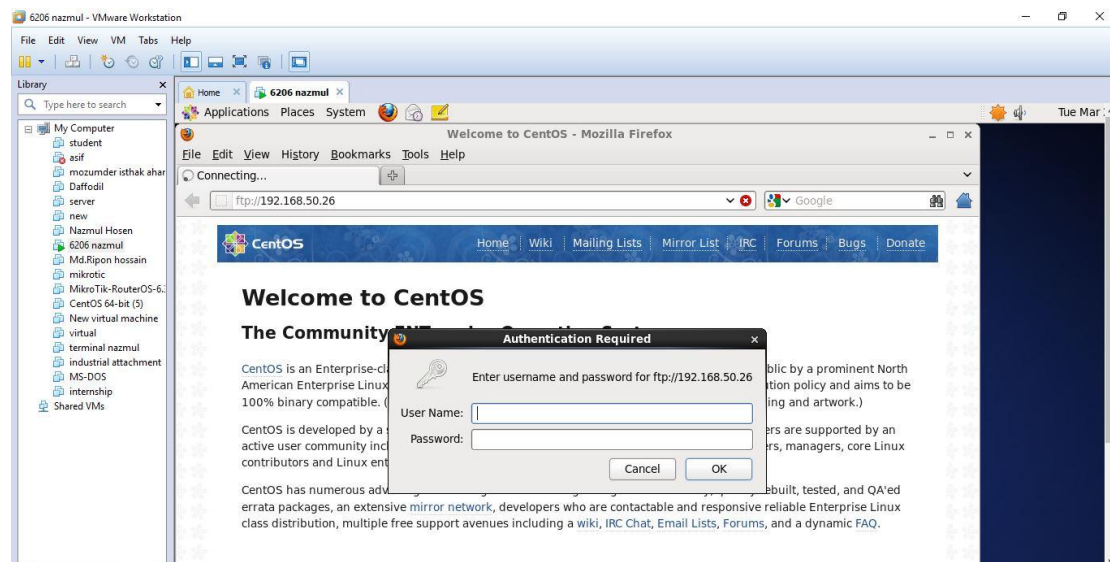 6206 nazmul - VMware Workstation
File Edit View VM Tabs Help
Library
Type here to search
My Computer
student
asif
mozumder isthak ahar
Daffodil
server
new
Nazmul Hosen
6206 nazmul
Md.Ripon hossain
mikrotic
MikroTik-RouterOS-6.
CentOS 64-bit (5)
New virtual machine
virtual
terminal nazmul
industrial attachment
MS-DOS
internship
Shared VMs
Home 6206 nazmul
Applications Places System
Tue Mar
Welcome to CentOS - Mozilla Firefox
File Edit View History Bookmarks Tools Help
Connecting...
ftp://192.168.50.26
Google
CentOS
Home Wiki Mailing Lists Mirror List IRC Forums Bugs Donate
Welcome to CentOS
The Community
Authentication Required
Enter username and password for ftp://192.168.50.26
User Name:
Password:
Cancel OK
CentOS is an Enterprise-cl blic by a prominent North
American Enterprise Linux ution policy and aims to be
100% binary compatible. ( ing and artwork.)
CentOS is developed by a s ers are supported by an
active user community incl rs, managers, core Linux
contributors and Linux ent
CentOS has numerous adv ebuilt, tested, and QA'ed
errata packages, an extensive mirror network, developers who are contactable and responsive reliable Enterprise Linux
class distribution, multiple free support avenues including a wiki, IRC Chat, Email Lists, Forums, and a dynamic FAQ.